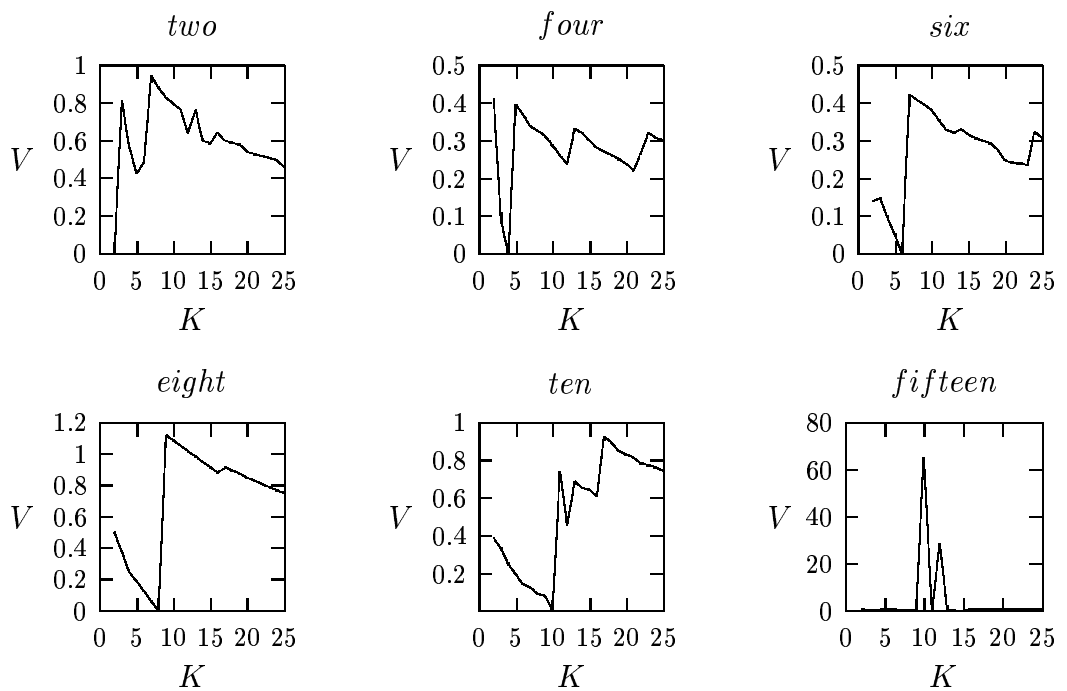 two four six
1 0.5 0.5
0.8 0.4 0.4
0.6 0.3 0.3
V V V
0.4 0.2 0.2
0.2 0.1 0.1
0 0 0
0 5 10 15 20 25 0 5 10 15 20 25 0 5 10 15 20 25
K K K
eight ten fifteen
1.2 1 80
1 0.8 60
0.8
0.6 0.6 40
V V V
0.4 0.4 20
0.2 0.2
0 0
0 5 10 15 20 25 0 5 10 15 20 25 0 5 10 15 20 25
K K K